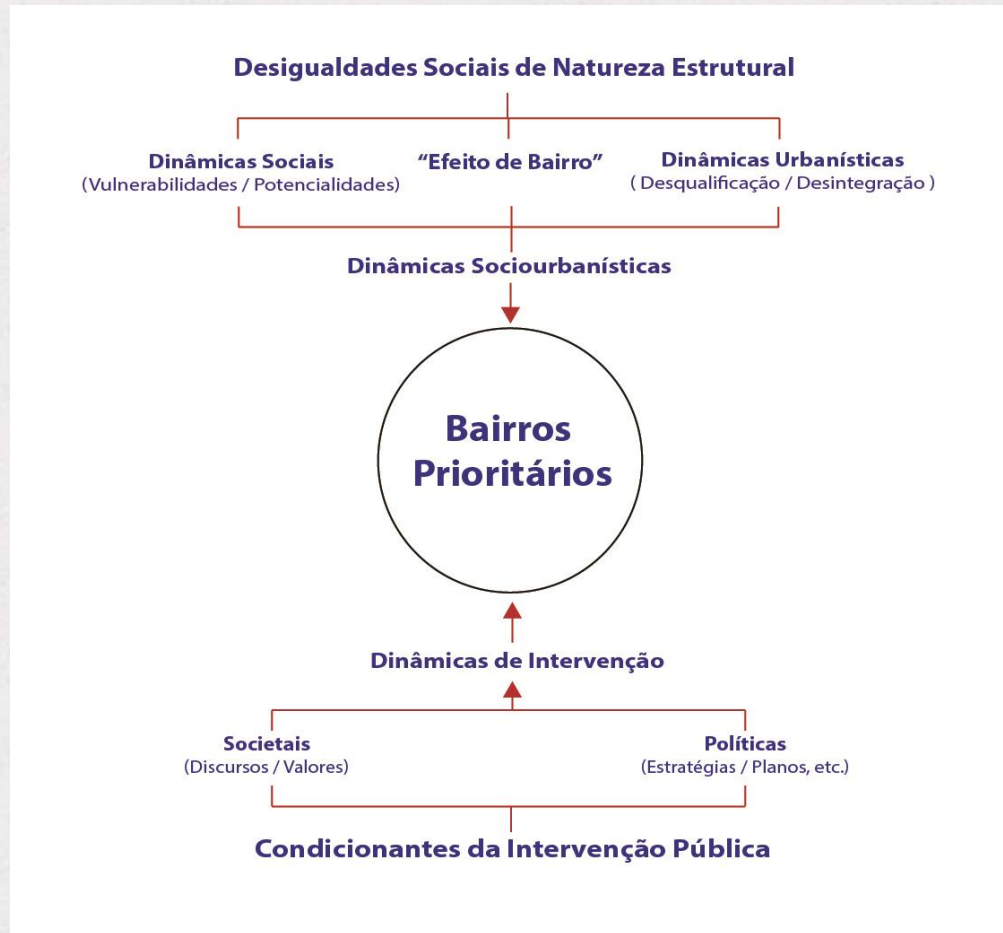 Desigualdades Sociais de Natureza Estrutural
Dinâmicas Sociais
(Vulnerabilidades / Potencialidades)
“Efeito de Bairro”
Dinâmicas Urbanísticas
( Desqualificação / Desintegração )
Dinâmicas Sociourbanísticas
Bairros
Prioritários
Dinâmicas de Intervenção
Societais
(Discursos / Valores)
Políticas
(Estratégias / Planos, etc.)
Condicionantes da Intervenção Pública